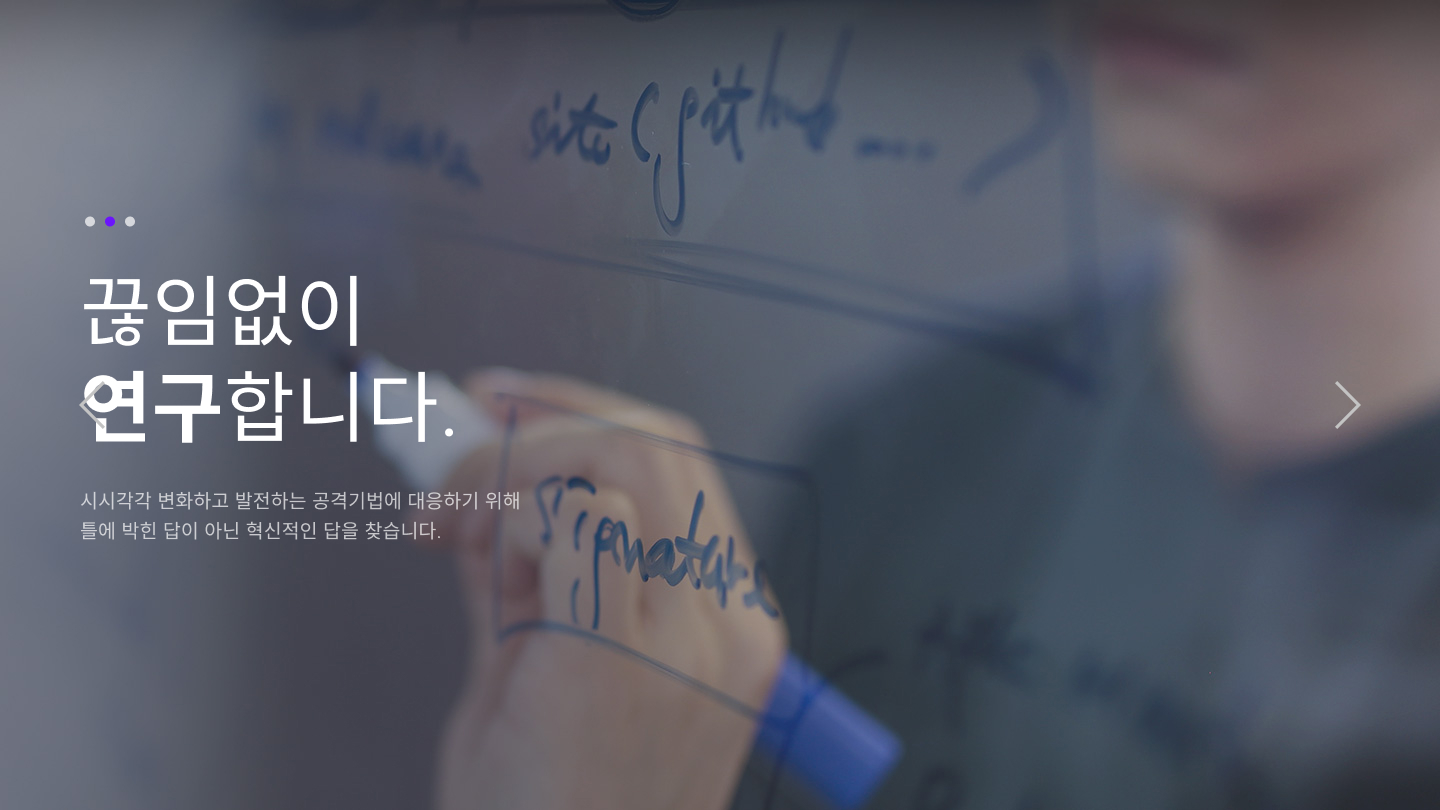 site (github ... )
끊임없이
연구합니다.
시시각각 변화하고 발전하는 공격기법에 대응하기 위해
틀에 박힌 답이 아닌 혁신적인 답을 찾습니다.
signature